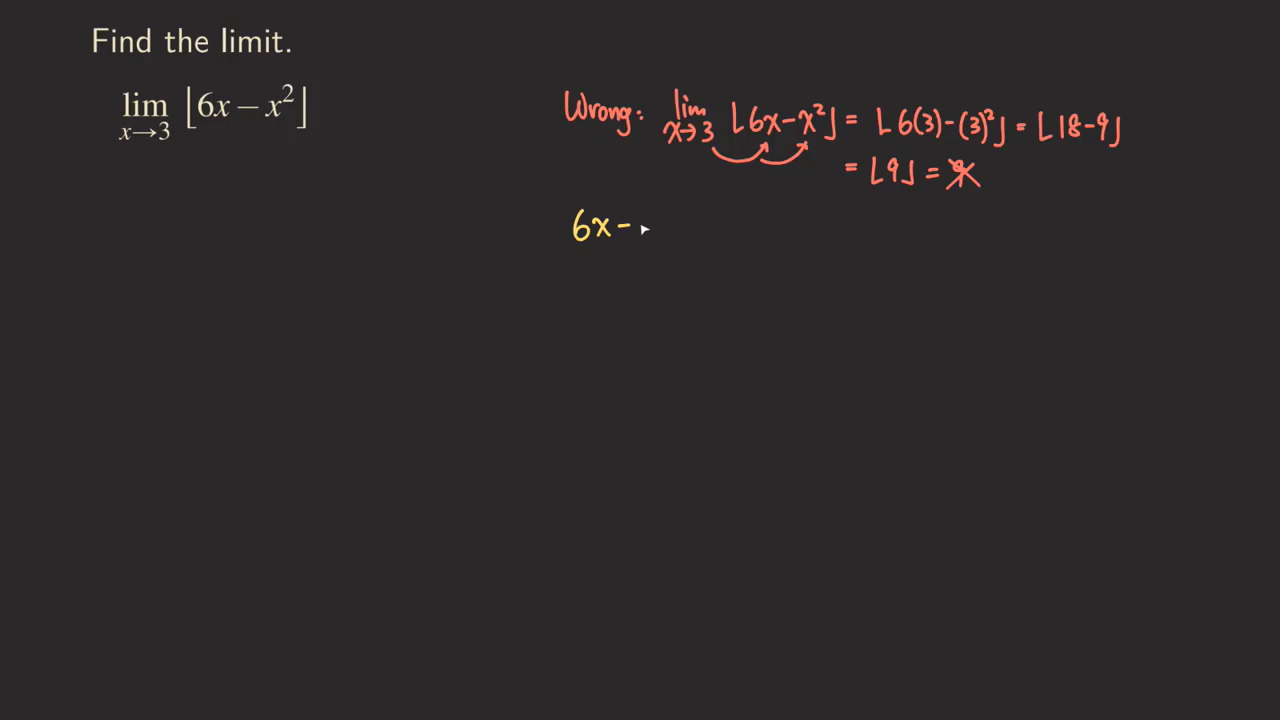 Find the limit.
lim x→3 ⌊6x − x²⌋
Wrong: lim x→3 ⌊6x − x²⌋ = ⌊6(3) − (3)²⌋ = ⌊18 − 9⌋
= ⌊9⌋ = 9
6x −